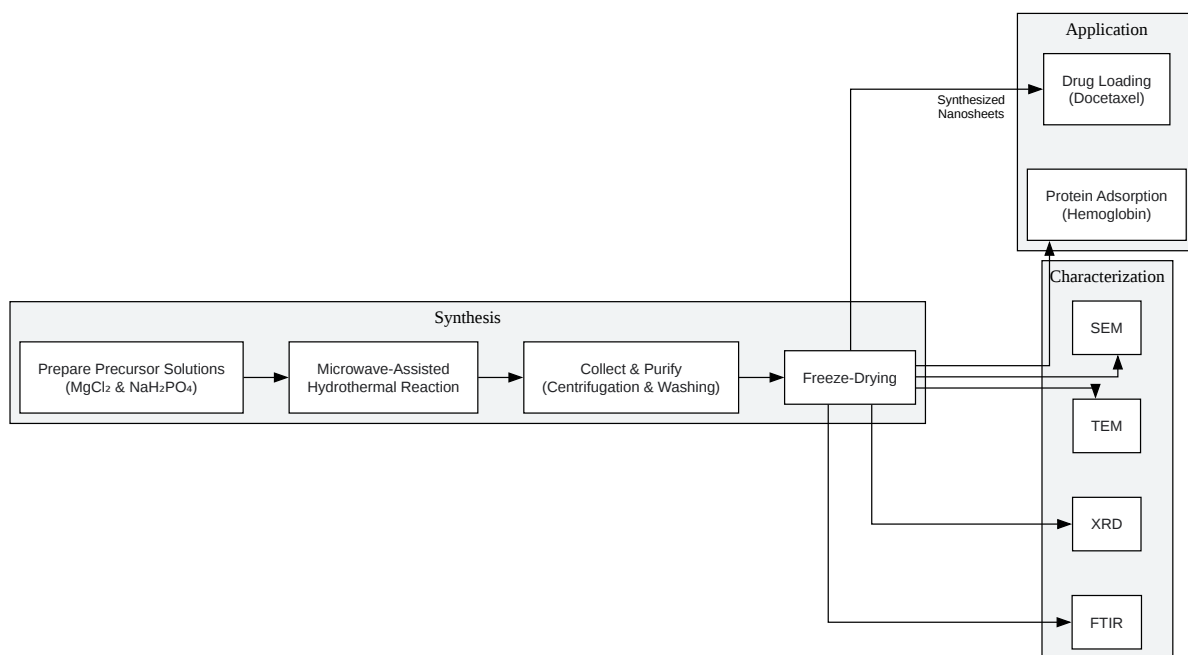 Application
Drug Loading
(Docetaxel)
Synthesized
Nanosheets
Protein Adsorption
(Hemoglobin)
Characterization
SEM
Synthesis
Prepare Precursor Solutions
(MgCl₂ & NaH₂PO₄)
Microwave-Assisted
Hydrothermal Reaction
Collect & Purify
(Centrifugation & Washing)
Freeze-Drying
TEM
XRD
FTIR